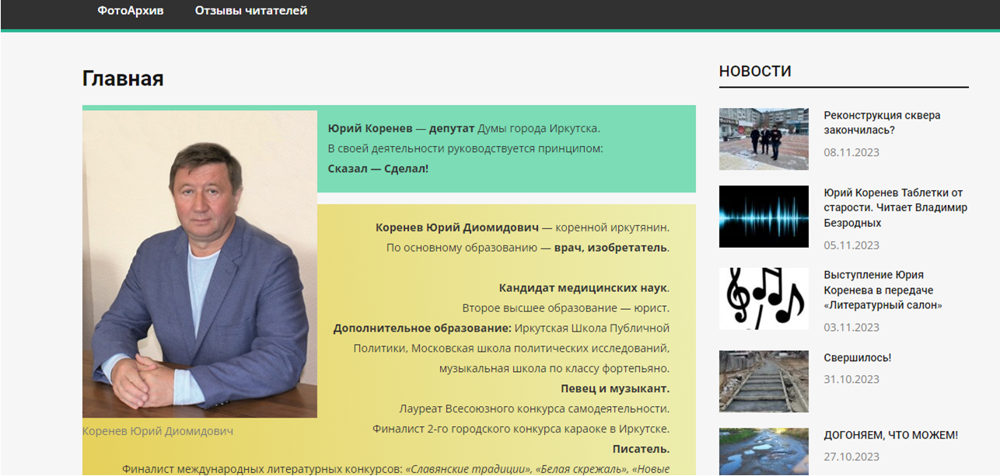 ФотоАрхив Отзывы читателей
Главная
Юрий Коренев — депутат Думы города Иркутска.
В своей деятельности руководствуется принципом:
Сказал — Сделал!
Коренев Юрий Диомидович — коренной иркутянин.
По основному образованию — врач, изобретатель.
Кандидат медицинских наук.
Второе высшее образование — юрист.
Дополнительное образование: Иркутская Школа Публичной
Политики, Московская школа политических исследований,
музыкальная школа по классу фортепьяно.
Певец и музыкант.
Лауреат Всесоюзного конкурса самодеятельности.
Финалист 2-го городского конкурса караоке в Иркутске.
Писатель.
Финалист международных литературных конкурсов: «Славянские традиции», «Белая скрежаль», «Новые
Коренев Юрий Диомидович
НОВОСТИ
Реконструкция сквера
закончилась?
08.11.2023
Юрий Коренев Таблетки от
старости. Читает Владимир
Безродных
05.11.2023
Выступление Юрия
Коренева в передаче
«Литературный салон»
03.11.2023
Свершилось!
31.10.2023
ДОГОНЯЕМ, ЧТО МОЖЕМ!
27.10.2023